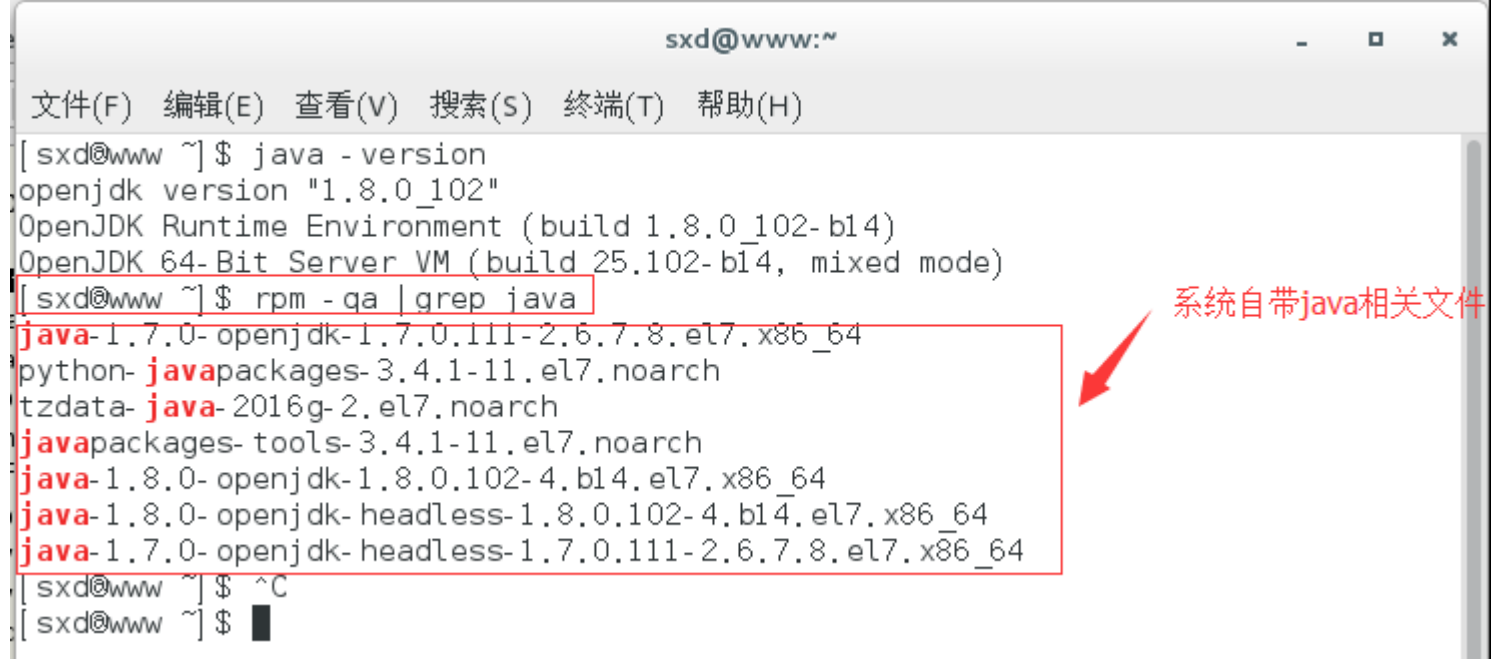 sxd@www:~
文件(F) 编辑(E) 查看(V) 搜索(S) 终端(T) 帮助(H)
[sxd@www ~]$ java -version
openjdk version "1.8.0_102"
OpenJDK Runtime Environment (build 1.8.0_102-b14)
OpenJDK 64-Bit Server VM (build 25.102-b14, mixed mode)
[sxd@www ~]$ rpm -qa |grep java
系统自带java相关文件
java-1.7.0-openjdk-1.7.0.111-2.6.7.8.el7.x86_64
python-javapackages-3.4.1-11.el7.noarch
tzdata-java-2016g-2.el7.noarch
javapackages-tools-3.4.1-11.el7.noarch
java-1.8.0-openjdk-1.8.0.102-4.b14.el7.x86_64
java-1.8.0-openjdk-headless-1.8.0.102-4.b14.el7.x86_64
java-1.7.0-openjdk-headless-1.7.0.111-2.6.7.8.el7.x86_64
[sxd@www ~]$ ^C
[sxd@www ~]$